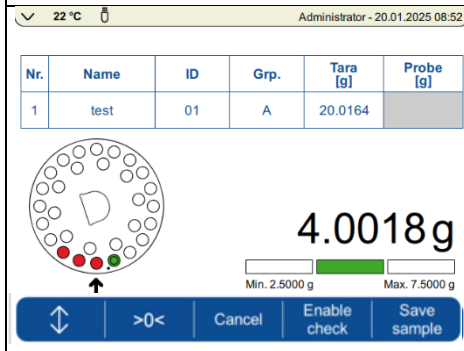 22 °C Administrator - 20.01.2025 08:52
Nr. Name ID Grp. Tara [g] Probe [g]
1 test 01 A 20.0164
4.0018g
Min. 2.5000 g Max. 7.5000 g
>0< Cancel Enable check Save sample